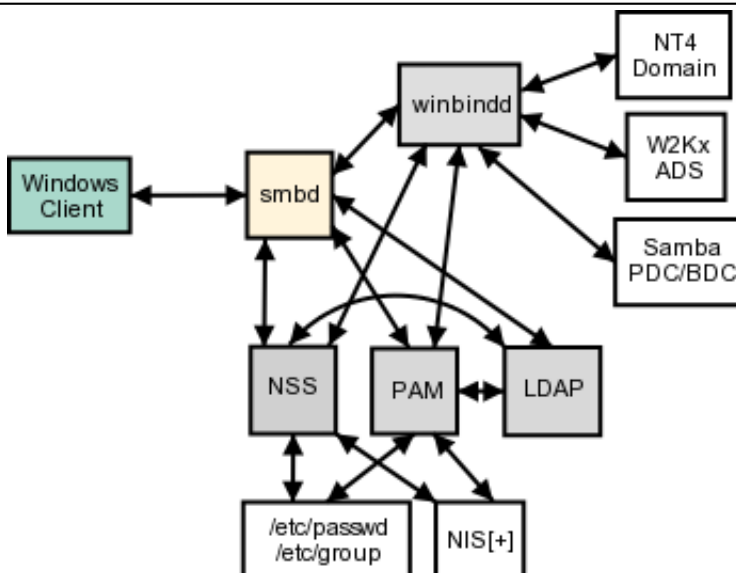 NT4
Domain
winbindd
W2Kx
ADS
Windows
Client
smbd
Samba
PDC/BDC
NSS
PAM
LDAP
/etc/passwd
/etc/group
NIS[+]